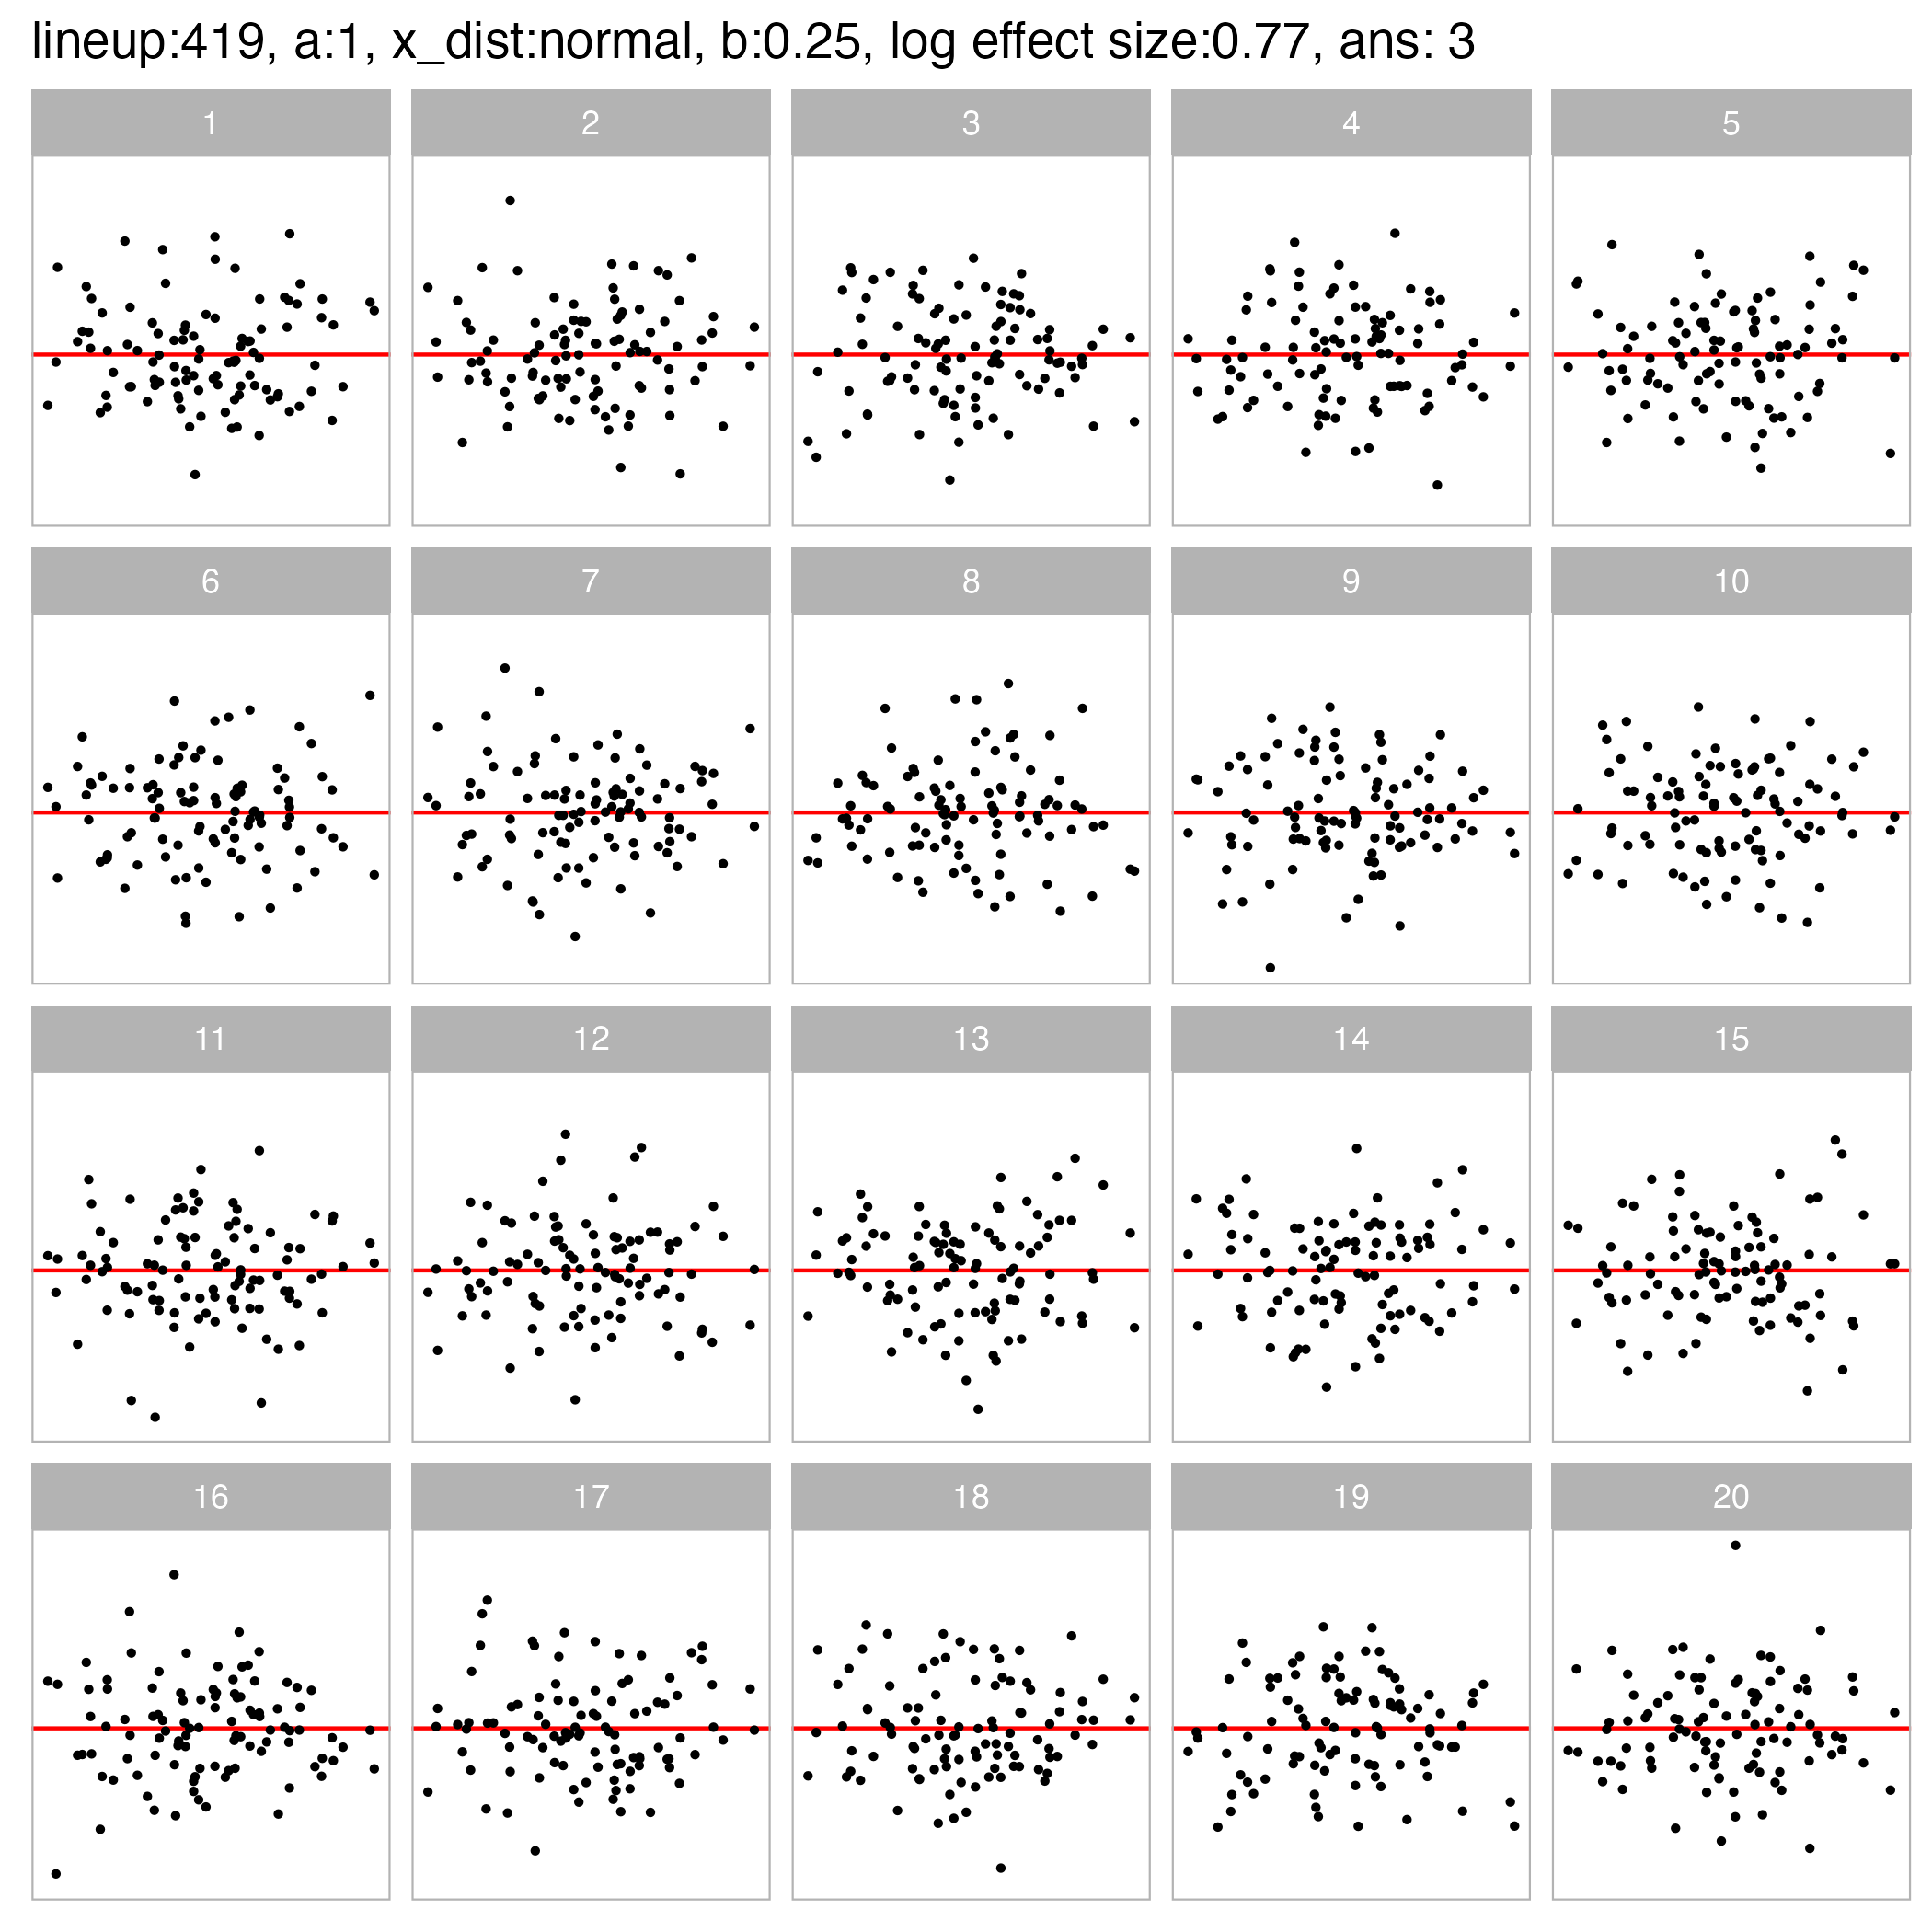 lineup:419, a:1, x_dist:normal, b:0.25, log effect size:0.77, ans: 3
1 2 3 4 5
6 7 8 9 10
11 12 13 14 15
16 17 18 19 20